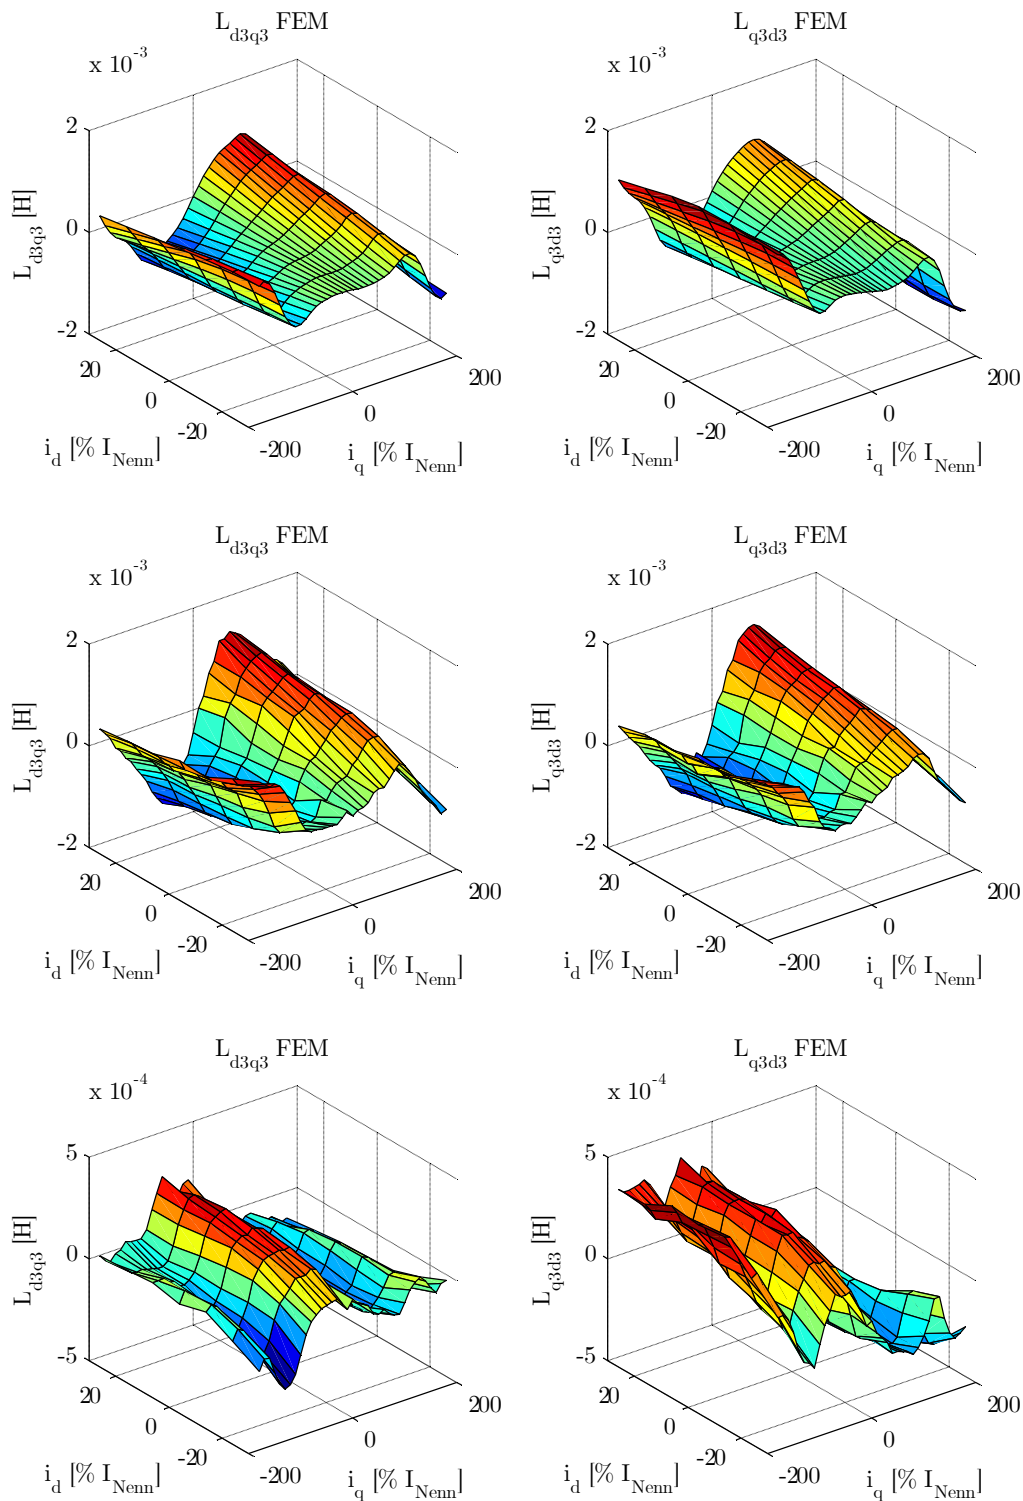 L_d3q3 FEM
x 10^-3
L_d3q3 [H]
2
0
-2
20
0
-20
i_d [% I_Nenn]
-200
0
200
i_q [% I_Nenn]
L_q3d3 FEM
x 10^-3
L_q3d3 [H]
2
0
-2
20
0
-20
i_d [% I_Nenn]
-200
0
200
i_q [% I_Nenn]
L_d3q3 FEM
x 10^-3
L_d3q3 [H]
2
0
-2
20
0
-20
i_d [% I_Nenn]
-200
0
200
i_q [% I_Nenn]
L_q3d3 FEM
x 10^-3
L_q3d3 [H]
2
0
-2
20
0
-20
i_d [% I_Nenn]
-200
0
200
i_q [% I_Nenn]
L_d3q3 FEM
x 10^-4
L_d3q3 [H]
5
0
-5
20
0
-20
i_d [% I_Nenn]
-200
0
200
i_q [% I_Nenn]
L_q3d3 FEM
x 10^-4
L_q3d3 [H]
5
0
-5
20
0
-20
i_d [% I_Nenn]
-200
0
200
i_q [% I_Nenn]